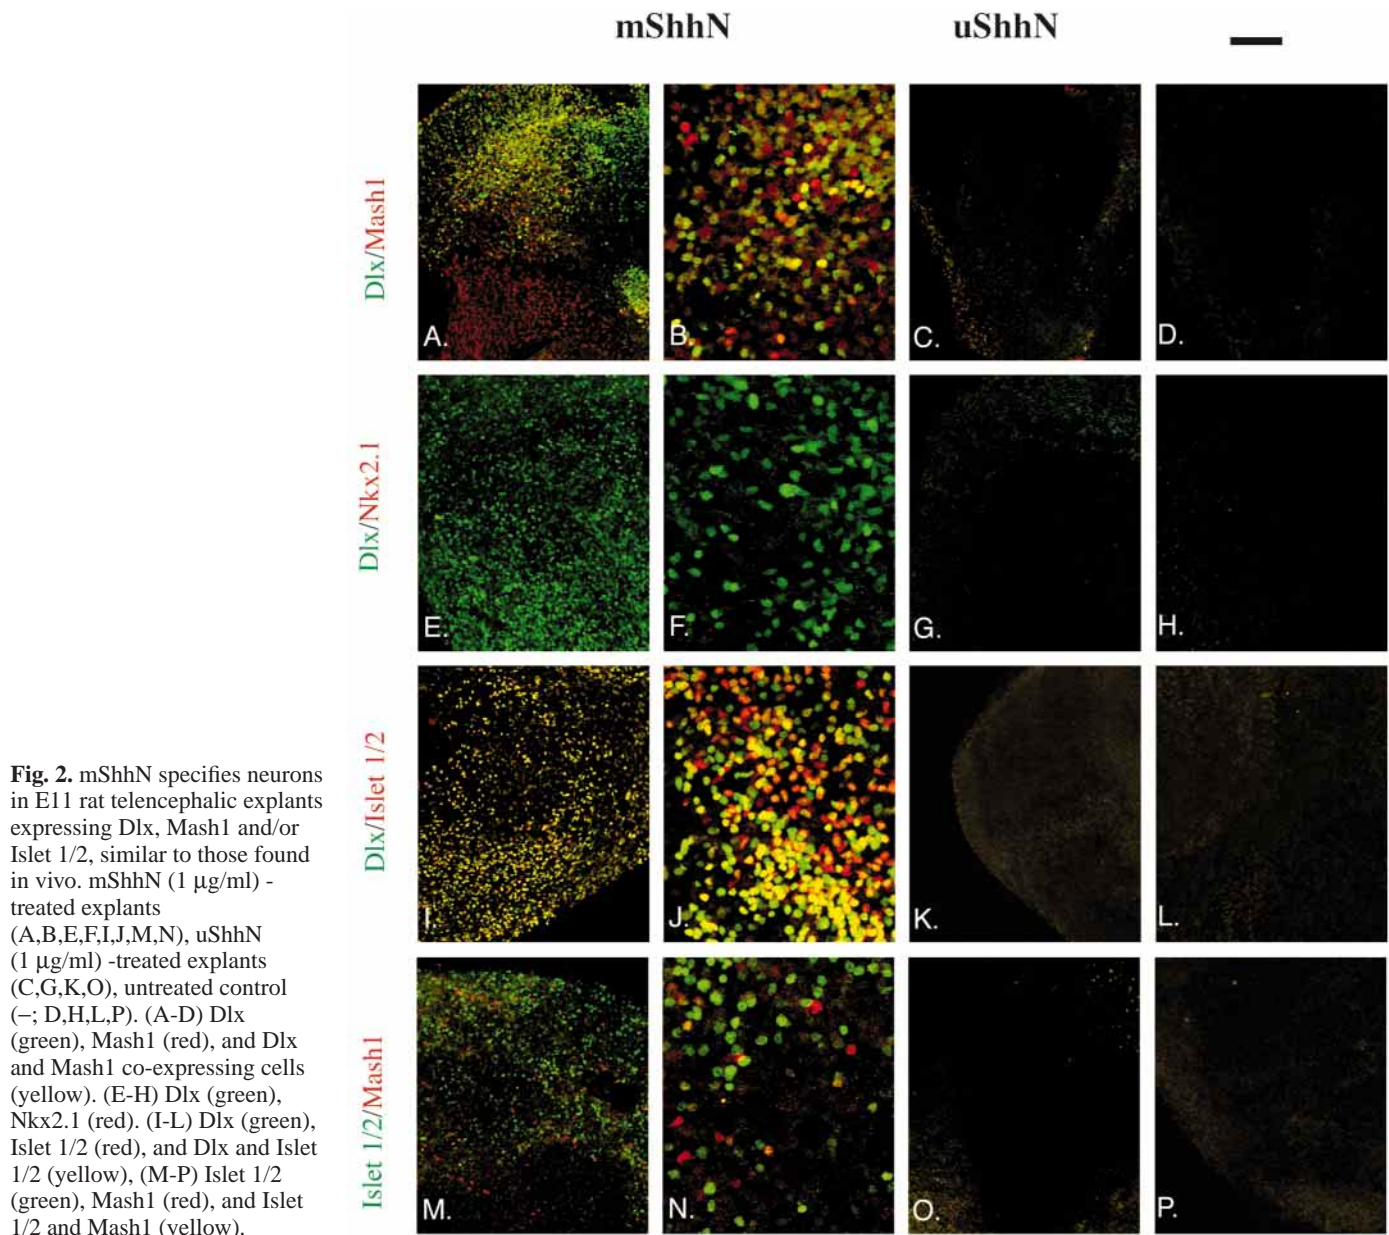 mShhN
uShhN
Dlx/Mash1
A.
B.
C.
D.
Dlx/Nkx2.1
E.
F.
G.
H.
Dlx/Islet 1/2
I.
J.
K.
L.
Islet 1/2/Mash1
M.
N.
O.
P.
Fig. 2. mShhN specifies neurons
in E11 rat telencephalic explants
expressing Dlx, Mash1 and/or
Islet 1/2, similar to those found
in vivo. mShhN (1 μg/ml) -
treated explants
(A,B,E,F,I,J,M,N), uShhN
(1 μg/ml) -treated explants
(C,G,K,O), untreated control
(−; D,H,L,P). (A-D) Dlx
(green), Mash1 (red), and Dlx
and Mash1 co-expressing cells
(yellow). (E-H) Dlx (green),
Nkx2.1 (red). (I-L) Dlx (green),
Islet 1/2 (red), and Dlx and Islet
1/2 (yellow), (M-P) Islet 1/2
(green), Mash1 (red), and Islet
1/2 and Mash1 (yellow).